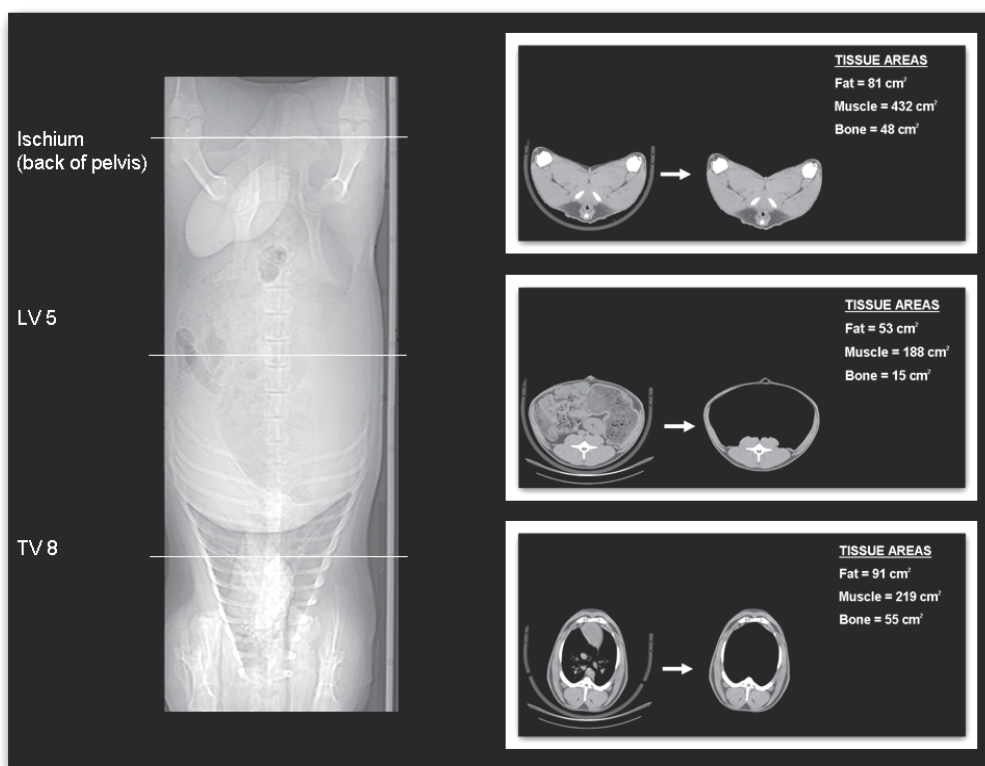 Ischium
(back of pelvis)
LV 5
TV 8
TISSUE AREAS
Fat = 81 cm²
Muscle = 432 cm²
Bone = 48 cm²
TISSUE AREAS
Fat = 53 cm²
Muscle = 188 cm²
Bone = 15 cm²
TISSUE AREAS
Fat = 91 cm²
Muscle = 219 cm²
Bone = 55 cm²